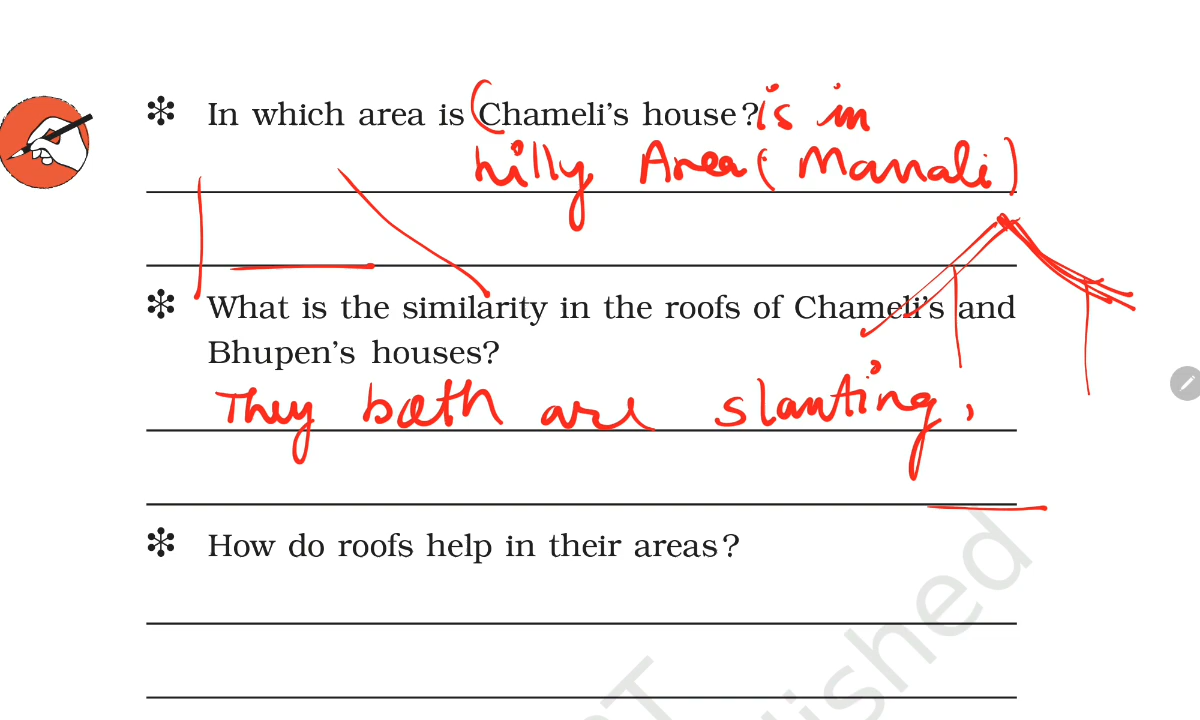 In which area is Chameli's house? is in
hilly Area (Manali)
What is the similarity in the roofs of Chameli's and
Bhupen's houses?
They both are slanting,
How do roofs help in their areas?